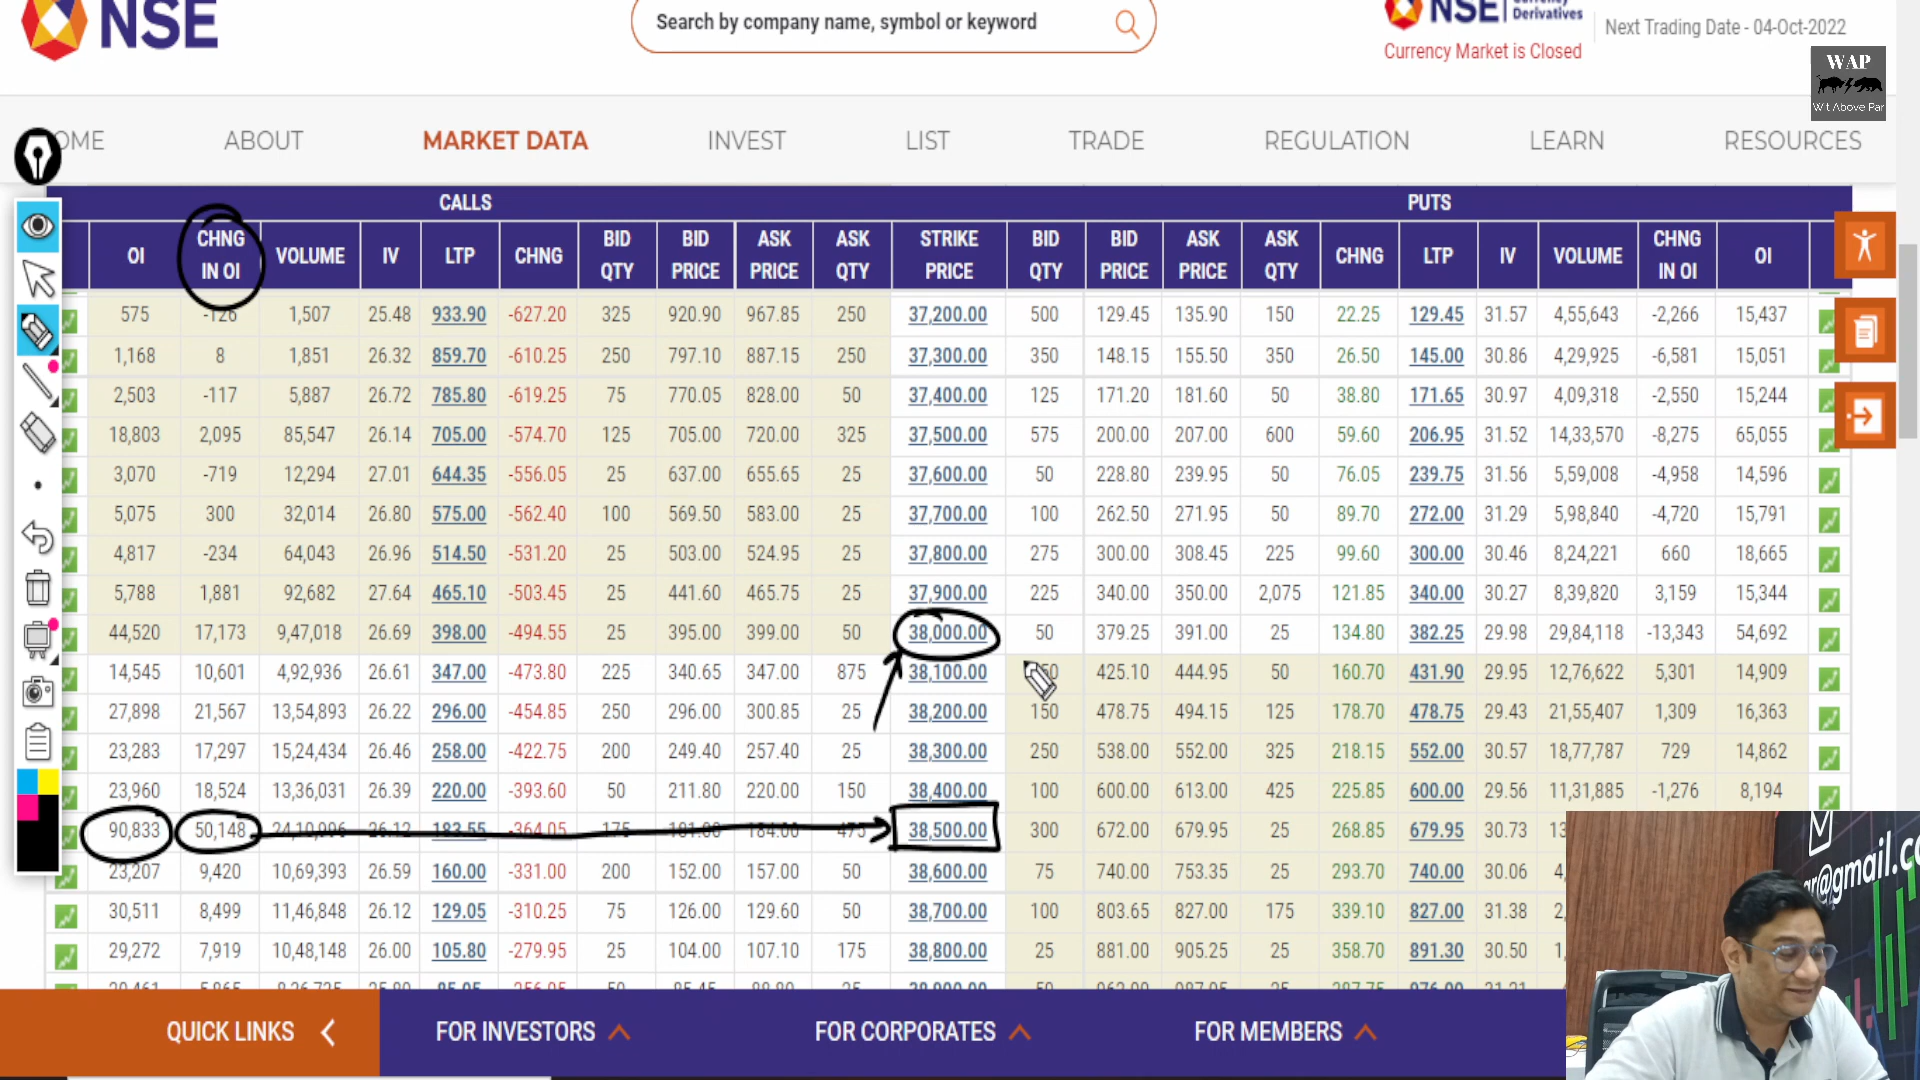 NSE
Search by company name, symbol or keyword
NSE Currency Derivatives
Next Trading Date - 04-Oct-2022
Currency Market is Closed
WAP
W t Above Par
OME ABOUT MARKET DATA INVEST LIST TRADE REGULATION LEARN RESOURCES
CALLS PUTS
OI CHNG IN OI VOLUME IV LTP CHNG BID QTY BID PRICE ASK PRICE ASK QTY STRIKE PRICE BID QTY BID PRICE ASK PRICE ASK QTY CHNG LTP IV VOLUME CHNG IN OI OI
575 -126 1,507 25.48 933.90 -627.20 325 920.90 967.85 250 37,200.00 500 129.45 135.90 150 22.25 129.45 31.57 4,55,643 -2,266 15,437
1,168 8 1,851 26.32 859.70 -610.25 250 797.10 887.15 250 37,300.00 350 148.15 155.50 350 26.50 145.00 30.86 4,29,925 -6,581 15,051
2,503 -117 5,887 26.72 785.80 -619.25 75 770.05 828.00 50 37,400.00 125 171.20 181.60 50 38.80 171.65 30.97 4,09,318 -2,550 15,244
18,803 2,095 85,547 26.14 705.00 -574.70 125 705.00 720.00 325 37,500.00 575 200.00 207.00 600 59.60 206.95 31.52 14,33,570 -8,275 65,055
3,070 -719 12,294 27.01 644.35 -556.05 25 637.00 655.65 25 37,600.00 50 228.80 239.95 50 76.05 239.75 31.56 5,59,008 -4,958 14,596
5,075 300 32,014 26.80 575.00 -562.40 100 569.50 583.00 25 37,700.00 100 262.50 271.95 50 89.70 272.00 31.29 5,98,840 -4,720 15,791
4,817 -234 64,043 26.96 514.50 -531.20 25 503.00 524.95 25 37,800.00 275 300.00 308.45 225 99.60 300.00 30.46 8,24,221 660 18,665
5,788 1,881 92,682 27.64 465.10 -503.45 25 441.60 465.75 25 37,900.00 225 340.00 350.00 2,075 121.85 340.00 30.27 8,39,820 3,159 15,344
44,520 17,173 9,47,018 26.69 398.00 -494.55 25 395.00 399.00 50 38,000.00 50 379.25 391.00 25 134.80 382.25 29.98 29,84,118 -13,343 54,692
14,545 10,601 4,92,936 26.61 347.00 -473.80 225 340.65 347.00 875 38,100.00 425.10 444.95 50 160.70 431.90 29.95 12,76,622 5,301 14,909
27,898 21,567 13,54,893 26.22 296.00 -454.85 250 296.00 300.85 25 38,200.00 150 478.75 494.15 125 178.70 478.75 29.43 21,55,407 1,309 16,363
23,283 17,297 15,24,434 26.46 258.00 -422.75 200 249.40 257.40 25 38,300.00 250 538.00 552.00 325 218.15 552.00 30.57 18,77,787 729 14,862
23,960 18,524 13,36,031 26.39 220.00 -393.60 50 211.80 220.00 150 38,400.00 100 600.00 613.00 425 225.85 600.00 29.56 11,31,885 -1,276 8,194
90,833 50,148 24,10,996 26.12 183.55 -364.05 175 181.00 184.00 475 38,500.00 300 672.00 679.95 25 268.85 679.95 30.73 13
23,207 9,420 10,69,393 26.59 160.00 -331.00 200 152.00 157.00 50 38,600.00 75 740.00 753.35 25 293.70 740.00 30.06 4,
30,511 8,499 11,46,848 26.12 129.05 -310.25 75 126.00 129.60 50 38,700.00 100 803.65 827.00 175 339.10 827.00 31.38 2,
29,272 7,919 10,48,148 26.00 105.80 -279.95 25 104.00 107.10 175 38,800.00 25 881.00 905.25 25 358.70 891.30 30.50 1,
ar@gmail.co
QUICK LINKS FOR INVESTORS FOR CORPORATES FOR MEMBERS